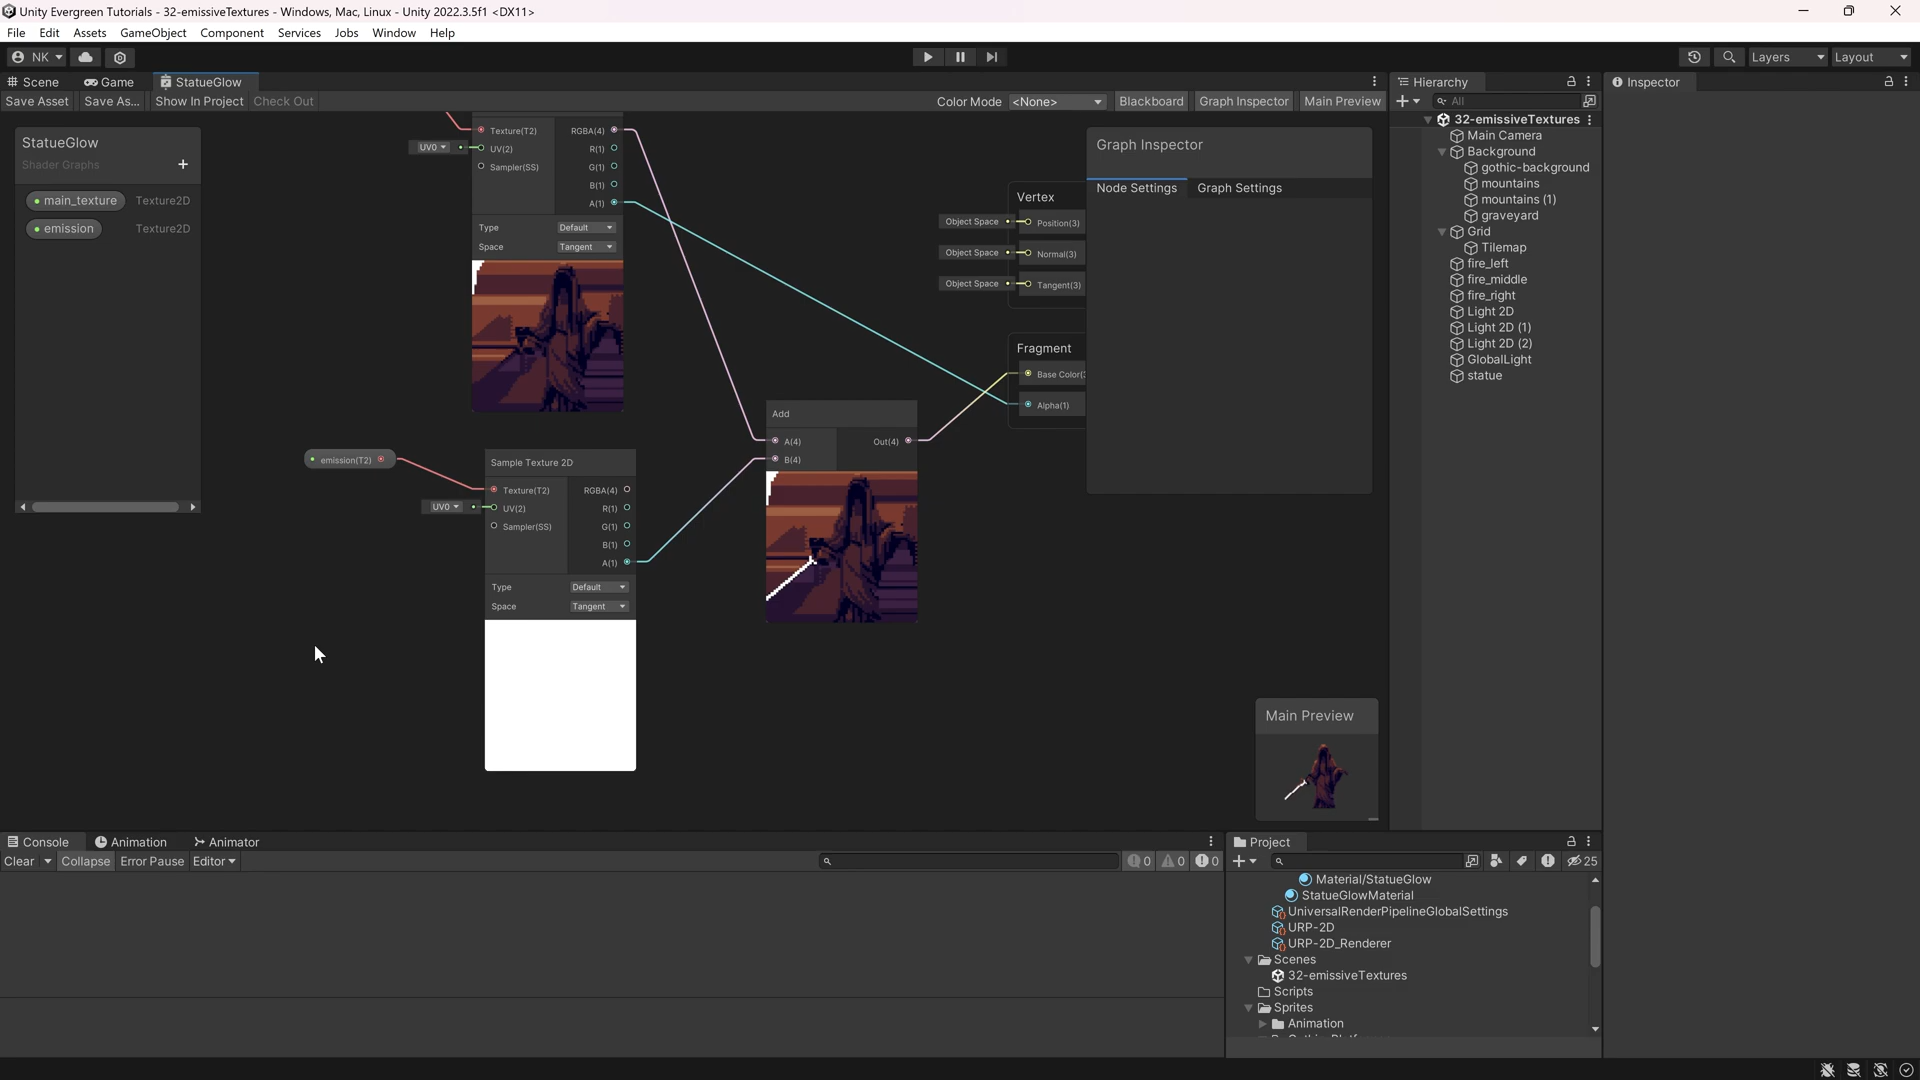 Unity Evergreen Tutorials - 32-emissiveTextures - Windows, Mac, Linux - Unity 2022.3.5f1 <DX11>
File Edit Assets GameObject Component Services Jobs Window Help
NK
Layers
Layout
Scene
Game
StatueGlow
Hierarchy
Inspector
Save Asset
Save As...
Show In Project
Check Out
Color Mode
<None>
Blackboard
Graph Inspector
Main Preview
All
StatueGlow
Shader Graphs
+
main_texture
Texture2D
emission
Texture2D
Texture(T2)
RGBA(4)
UV0
UV(2)
R(1)
Sampler(SS)
G(1)
B(1)
A(1)
Type
Default
Space
Tangent
emission(T2)
Sample Texture 2D
Texture(T2)
RGBA(4)
UV0
UV(2)
R(1)
Sampler(SS)
G(1)
B(1)
A(1)
Type
Default
Space
Tangent
Add
A(4)
Out(4)
B(4)
Vertex
Object Space
Position(3)
Object Space
Normal(3)
Object Space
Tangent(3)
Fragment
Base Color(3
Alpha(1)
Graph Inspector
Node Settings
Graph Settings
Main Preview
32-emissiveTextures
Main Camera
Background
gothic-background
mountains
mountains (1)
graveyard
Grid
Tilemap
fire_left
fire_middle
fire_right
Light 2D
Light 2D (1)
Light 2D (2)
GlobalLight
statue
Console
Animation
Animator
Clear
Collapse
Error Pause
Editor
0
0
0
Project
25
Material/StatueGlow
StatueGlowMaterial
UniversalRenderPipelineGlobalSettings
URP-2D
URP-2D_Renderer
Scenes
32-emissiveTextures
Scripts
Sprites
Animation